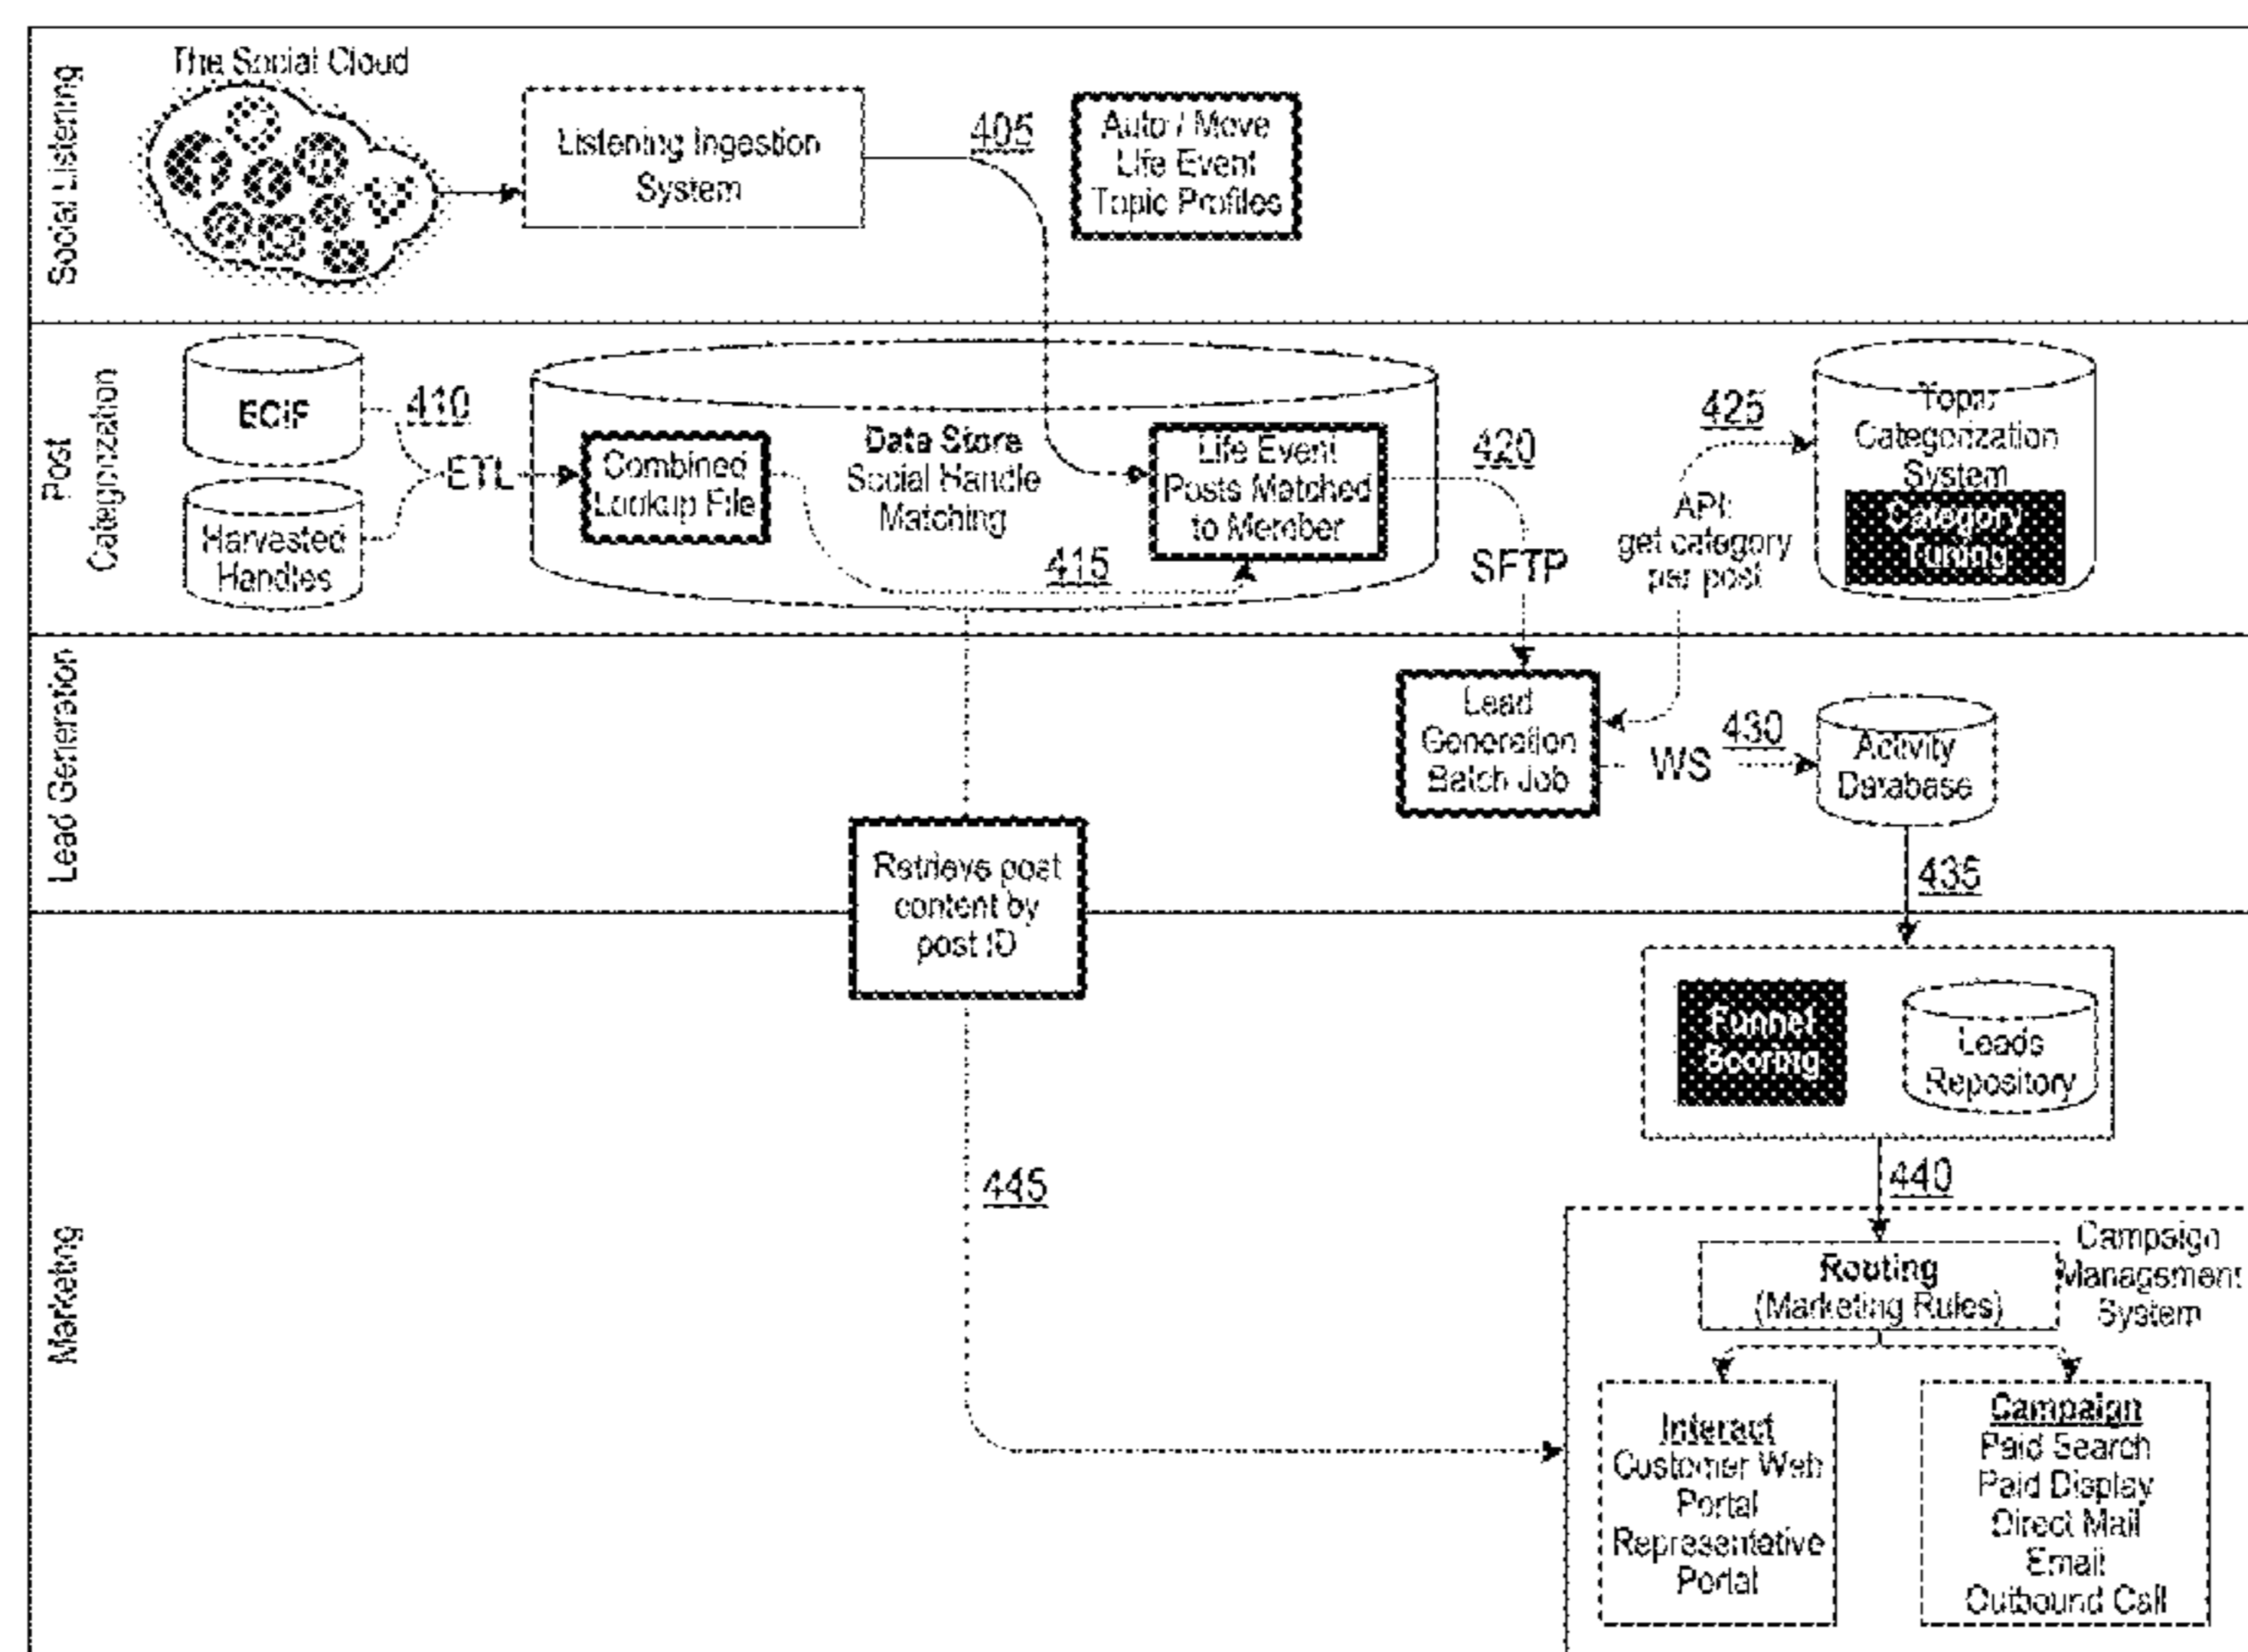 Social Listening
The Social Cloud
Listening Ingestion
System
405
Auto / Move
Life Event
Topic Profiles
Post
Categorization
ECIF
Harvested
Handles
410
ETL
Combined
Lookup File
Data Store
Social Handle
Matching
415
Life Event
Posts Matched
to Member
420
SFTP
425
API:
get category
per post
Topic
Categorization
System
Category
Tuning
Lead Generation
Lead
Generation
Batch Job
WS
430
Activity
Database
435
Retrieve post
content by
post ID
Marketing
Funnel
Scoring
Leads
Repository
440
445
Routing
(Marketing Rules)
Campaign
Management
System
Interact
Customer Web
Portal
Representative
Portal
Campaign
Paid Search
Paid Display
Direct Mail
Email
Outbound Call